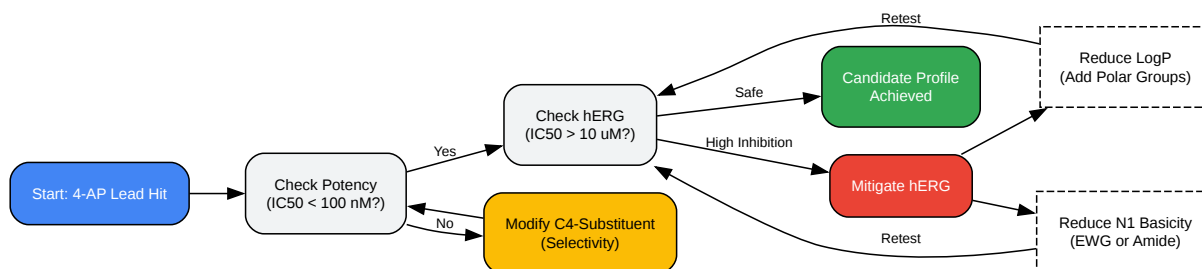 Start: 4-AP Lead Hit
Check Potency
(IC50 < 100 nM?)
Yes
No
Modify C4-Substituent
(Selectivity)
Check hERG
(IC50 > 10 uM?)
Safe
High Inhibition
Candidate Profile
Achieved
Mitigate hERG
Retest
Reduce LogP
(Add Polar Groups)
Reduce N1 Basicity
(EWG or Amide)
Retest